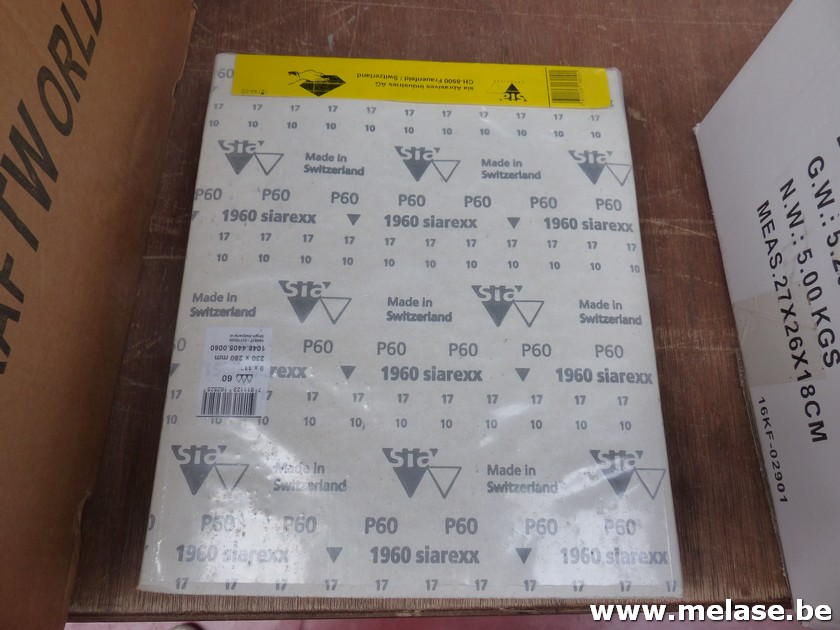 AFTWORLD
sia Abrasives Industries AG
CH-8500 Frauenfeld / Switzerland
sia
60
17 17 17 17 17 17 17 17 17
10 10 10 10 10 10 10 10 10
sia sia sia
Made in Switzerland Made in Switzerland
P60 P60 P60 P60 P60 P60
1960 siarexx 1960 siarexx 1960 siarexx
17 17 17 17 17 17 17 17 17 17
10 10 10 10 10 10 10 10 10
Made in Switzerland sia Made in Switzerland sia Made in Switzerland
1048.4405.0060
230 x 280 mm
9 x 11"
60
P60 P60 P60 P60
rexx 1960 siarexx 1960 siarexx
17 17 17 17 17 17 17 17
10 10 10 10 10 10 10 10
sia Made in Switzerland sia Made in Switzerland sia
P60 P60 P60 P60 P60 P60
1960 siarexx 1960 siarexx 1960 siarexx
17 17 17 17 17 17 17 17 17 17
G.W.: 5.2
N.W.: 5.00.KGS
MEAS.27X26X18CM
16KF-02901
www.melase.be